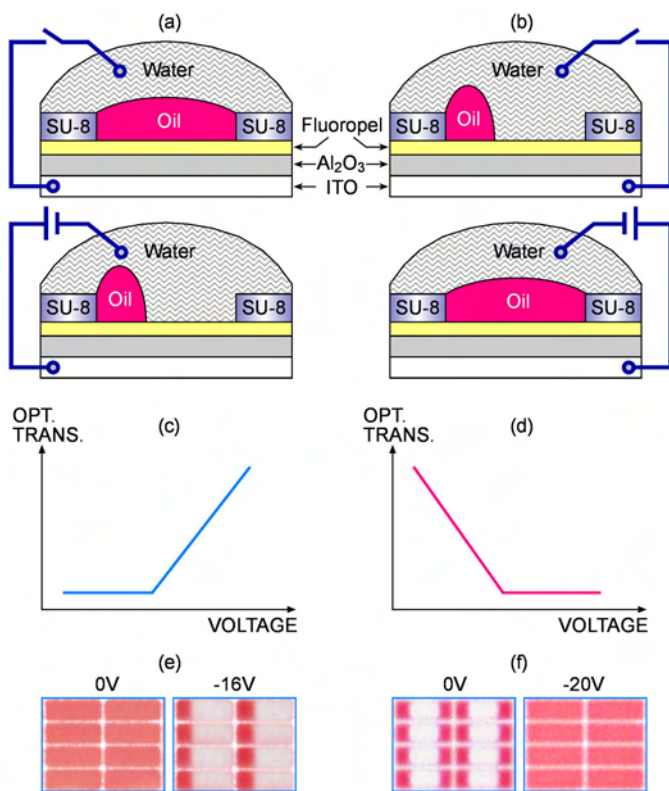 (a)
(b)
Water
Water
SU-8
Oil
SU-8
Fluoropel
SU-8
Oil
SU-8
Al₂O₃
ITO
Water
Water
SU-8
Oil
SU-8
SU-8
Oil
SU-8
OPT.
TRANS.
(c)
OPT.
TRANS.
(d)
VOLTAGE
VOLTAGE
(e)
(f)
0V
-16V
0V
-20V